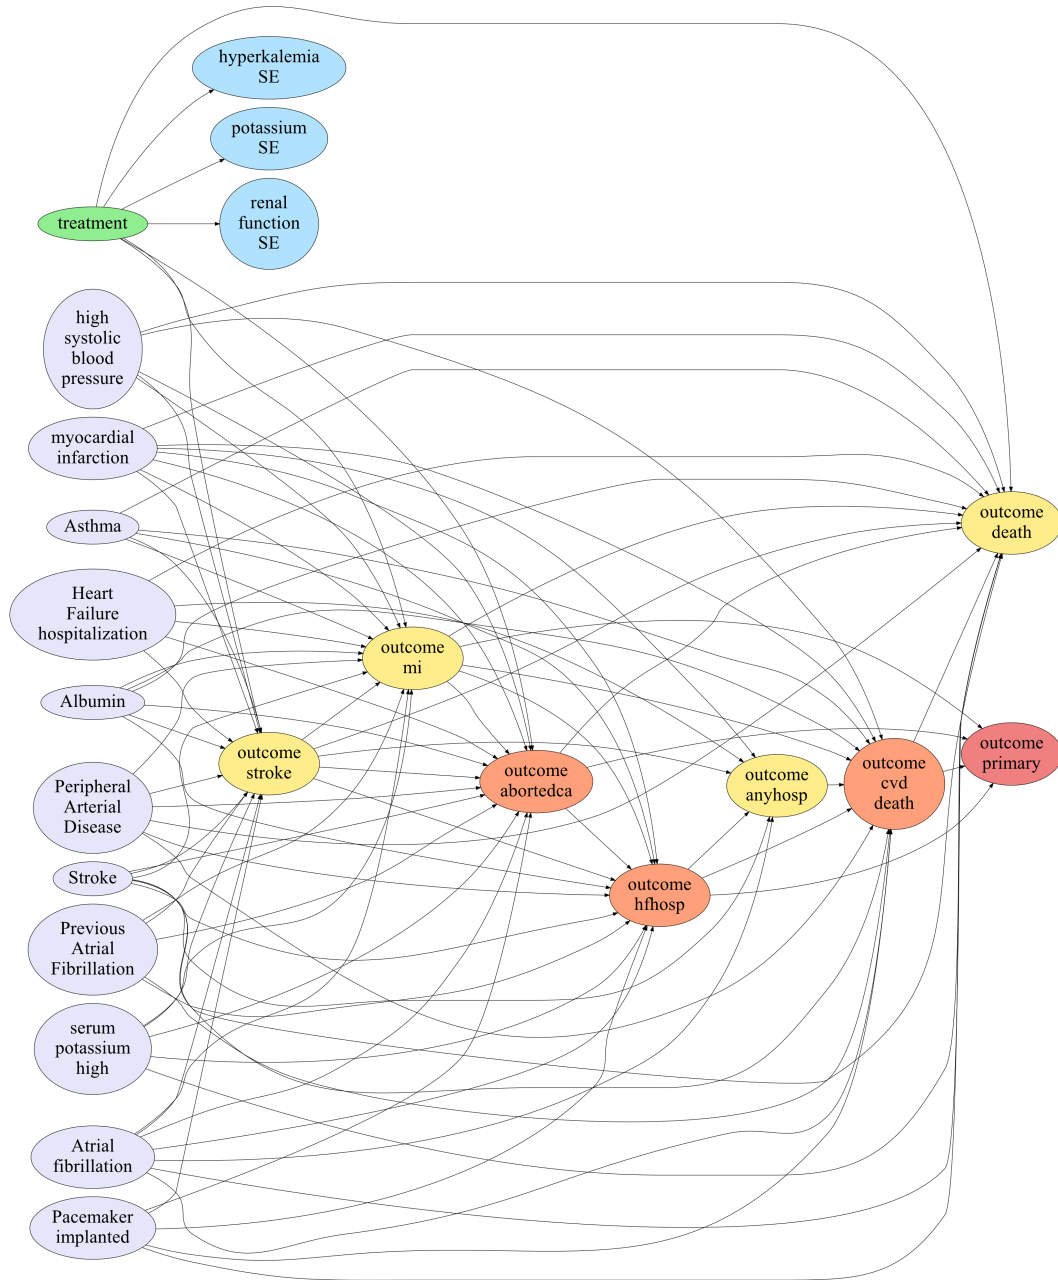 hyperkalemia
SE
potassium
SE
renal
function
SE
treatment
high
systolic
blood
pressure
myocardial
infarction
Asthma
outcome
death
Heart
Failure
hospitalization
outcome
mi
Albumin
outcome
stroke
outcome
primary
outcome
abortedca
outcome
anyhosp
outcome
cvd
death
Peripheral
Arterial
Disease
Stroke
outcome
hfhosp
Previous
Atrial
Fibrillation
serum
potassium
high
Atrial
fibrillation
Pacemaker
implanted